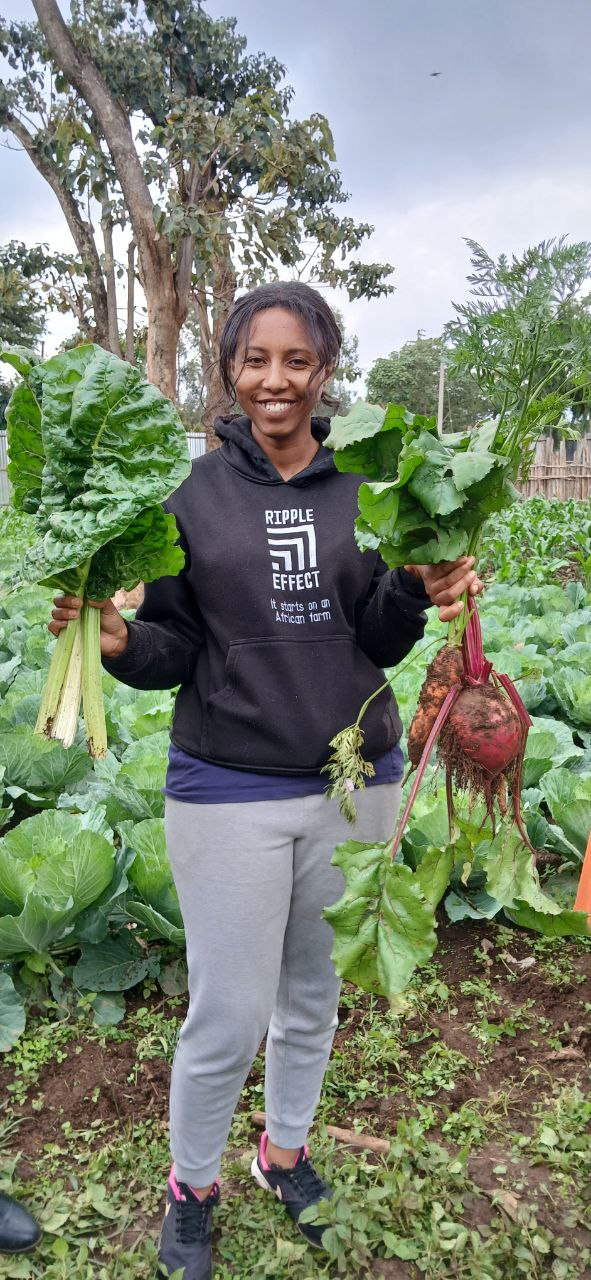 RIPPLE
EFFECT
It starts on an
African farm